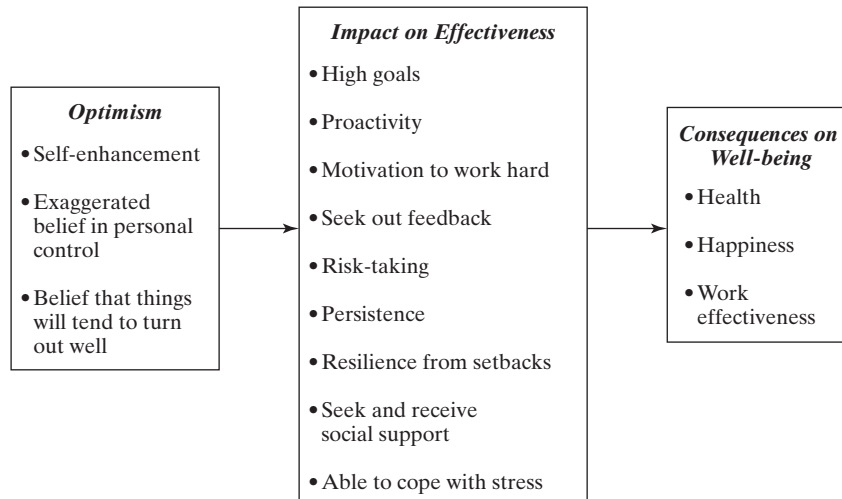 Optimism
• Self-enhancement
• Exaggerated
belief in personal
control
• Belief that things
will tend to turn
out well
Impact on Effectiveness
• High goals
• Proactivity
• Motivation to work hard
• Seek out feedback
• Risk-taking
• Persistence
• Resilience from setbacks
• Seek and receive
social support
• Able to cope with stress
Consequences on
Well-being
• Health
• Happiness
• Work
effectiveness